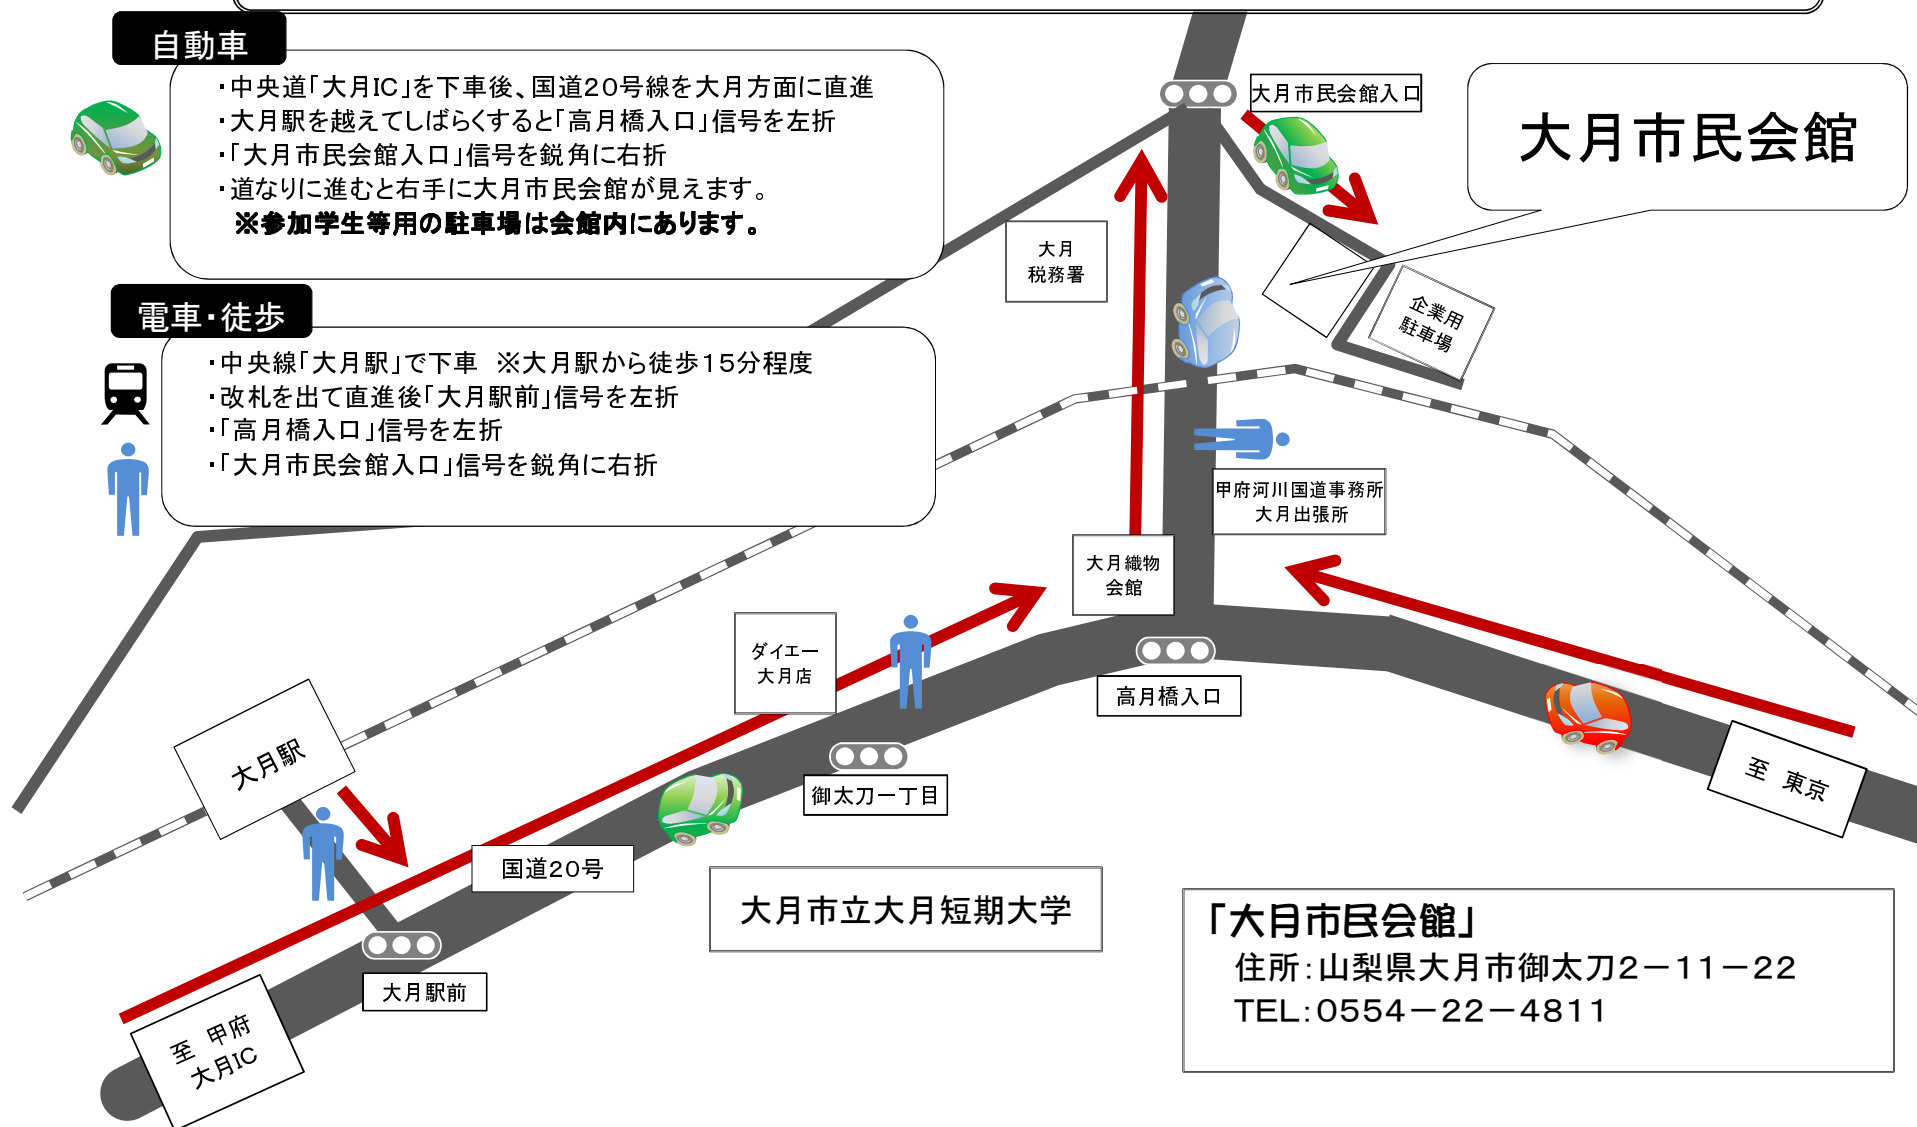 自動車
・中央道「大月IC」を下車後、国道20号線を大月方面に直進
・大月駅を越えてしばらくすると「高月橋入口」信号を左折
・「大月市民会館入口」信号を鋭角に右折
・道なりに進むと右手に大月市民会館が見えます。
※参加学生等用の駐車場は会館内にあります。
電車・徒歩
・中央線「大月駅」で下車　※大月駅から徒歩15分程度
・改札を出て直進後「大月駅前」信号を左折
・「高月橋入口」信号を左折
・「大月市民会館入口」信号を鋭角に右折
大月市民会館入口
大月市民会館
大月
税務署
企業用
駐車場
甲府河川国道事務所
大月出張所
大月織物
会館
ダイエー
大月店
高月橋入口
大月駅
御太刀一丁目
至　東京
国道20号
大月市立大月短期大学
大月駅前
至　甲府
大月IC
「大月市民会館」
住所：山梨県大月市御太刀2－11－22
TEL：0554－22－4811